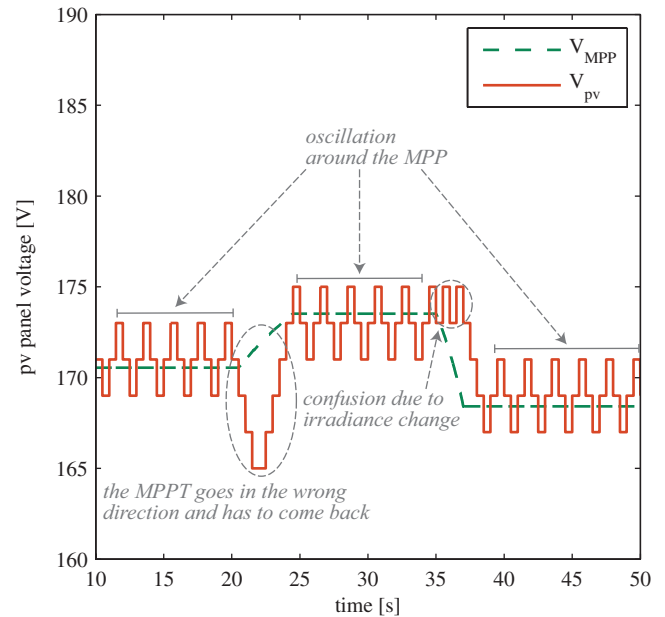 190
185
180
175
170
165
160
pv panel voltage [V]
V_MPP
V_pv
oscillation
around the MPP
confusion due to
irradiance change
the MPPT goes in the wrong
direction and has to come back
10 15 20 25 30 35 40 45 50
time [s]